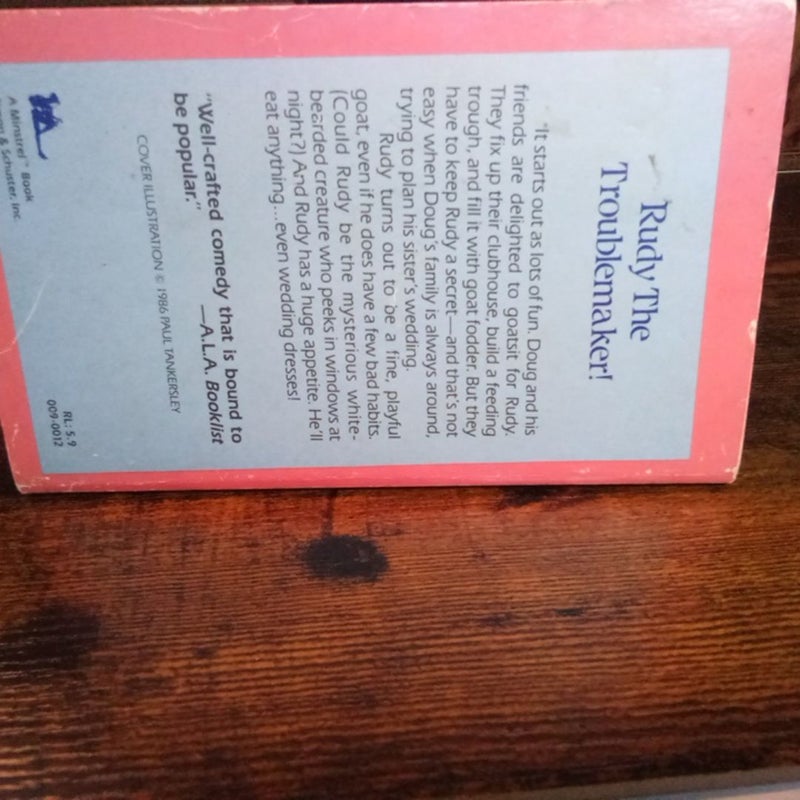 Rudy The
Troublemaker!
It starts out as lots of fun. Doug and his
friends are delighted to goatsit for Rudy.
They fix up their clubhouse, build a feeding
trough, and fill it with goat fodder. But they
have to keep Rudy a secret—and that's not
easy when Doug's family is always around,
trying to plan his sister's wedding.
Rudy turns out to be a fine, playful
goat, even if he does have a few bad habits.
(Could Rudy be the mysterious white-
bearded creature who peeks in windows at
night?) And Rudy has a huge appetite. He'll
eat anything...even wedding dresses!
"Well-crafted comedy that is bound to
be popular."
—A.L.A. Booklist
COVER ILLUSTRATION © 1986 PAUL TANKERSLEY
A Minstrel™ Book
& Schuster, Inc.
RL: 5.9
009-0012